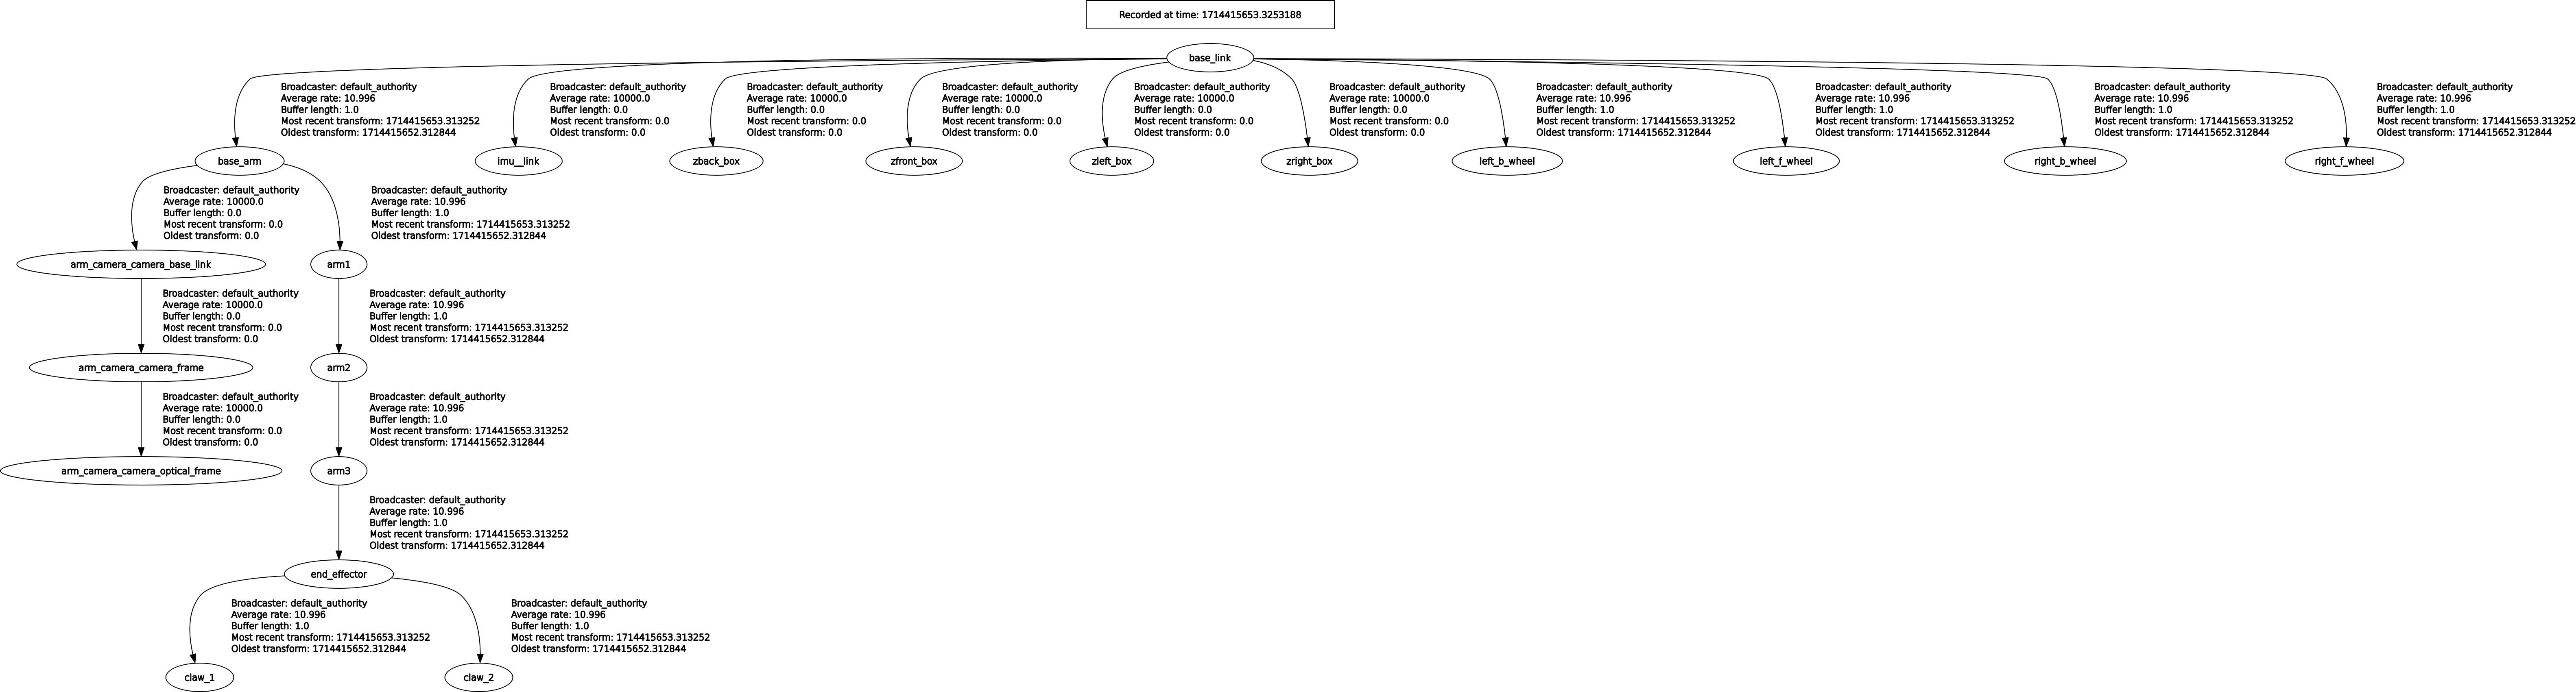 Recorded at time: 1714415653.3253188
base_link
Broadcaster: default_authority
Average rate: 10.996
Buffer length: 1.0
Most recent transform: 1714415653.313252
Oldest transform: 1714415652.312844
Broadcaster: default_authority
Average rate: 10000.0
Buffer length: 0.0
Most recent transform: 0.0
Oldest transform: 0.0
Broadcaster: default_authority
Average rate: 10000.0
Buffer length: 0.0
Most recent transform: 0.0
Oldest transform: 0.0
Broadcaster: default_authority
Average rate: 10000.0
Buffer length: 0.0
Most recent transform: 0.0
Oldest transform: 0.0
Broadcaster: default_authority
Average rate: 10000.0
Buffer length: 0.0
Most recent transform: 0.0
Oldest transform: 0.0
Broadcaster: default_authority
Average rate: 10000.0
Buffer length: 0.0
Most recent transform: 0.0
Oldest transform: 0.0
Broadcaster: default_authority
Average rate: 10.996
Buffer length: 1.0
Most recent transform: 1714415653.313252
Oldest transform: 1714415652.312844
Broadcaster: default_authority
Average rate: 10.996
Buffer length: 1.0
Most recent transform: 1714415653.313252
Oldest transform: 1714415652.312844
Broadcaster: default_authority
Average rate: 10.996
Buffer length: 1.0
Most recent transform: 1714415653.313252
Oldest transform: 1714415652.312844
Broadcaster: default_authority
Average rate: 10.996
Buffer length: 1.0
Most recent transform: 1714415653.313252
Oldest transform: 1714415652.312844
base_arm
imu__link
zback_box
zfront_box
zleft_box
zright_box
left_b_wheel
left_f_wheel
right_b_wheel
right_f_wheel
Broadcaster: default_authority
Average rate: 10000.0
Buffer length: 0.0
Most recent transform: 0.0
Oldest transform: 0.0
Broadcaster: default_authority
Average rate: 10.996
Buffer length: 1.0
Most recent transform: 1714415653.313252
Oldest transform: 1714415652.312844
arm_camera_camera_base_link
arm1
Broadcaster: default_authority
Average rate: 10000.0
Buffer length: 0.0
Most recent transform: 0.0
Oldest transform: 0.0
Broadcaster: default_authority
Average rate: 10.996
Buffer length: 1.0
Most recent transform: 1714415653.313252
Oldest transform: 1714415652.312844
arm_camera_camera_frame
arm2
Broadcaster: default_authority
Average rate: 10000.0
Buffer length: 0.0
Most recent transform: 0.0
Oldest transform: 0.0
Broadcaster: default_authority
Average rate: 10.996
Buffer length: 1.0
Most recent transform: 1714415653.313252
Oldest transform: 1714415652.312844
arm_camera_camera_optical_frame
arm3
Broadcaster: default_authority
Average rate: 10.996
Buffer length: 1.0
Most recent transform: 1714415653.313252
Oldest transform: 1714415652.312844
end_effector
Broadcaster: default_authority
Average rate: 10.996
Buffer length: 1.0
Most recent transform: 1714415653.313252
Oldest transform: 1714415652.312844
Broadcaster: default_authority
Average rate: 10.996
Buffer length: 1.0
Most recent transform: 1714415653.313252
Oldest transform: 1714415652.312844
claw_1
claw_2